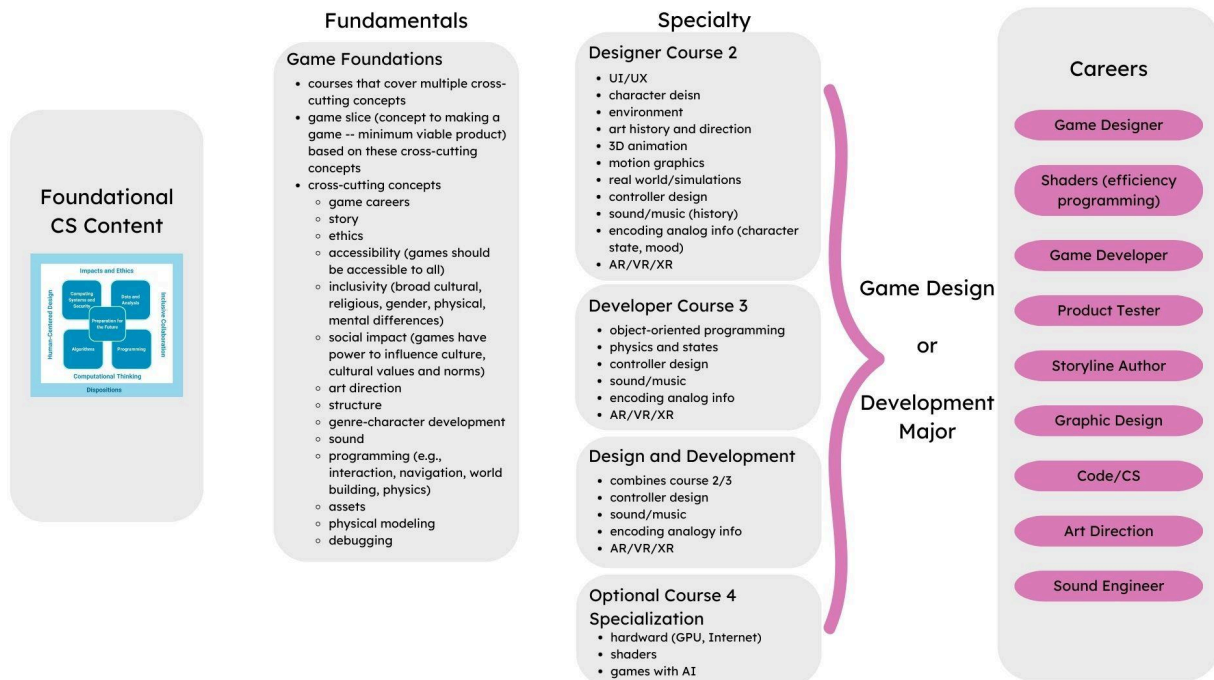 Foundational
CS Content
Impacts and Ethics
Human-Centered Design
Computing
Systems and
Security
Data and
Analysis
Preparation for
the Future
Algorithms
Programming
Inclusive Collaboration
Computational Thinking
Dispositions
Fundamentals
Game Foundations
• courses that cover multiple cross-
cutting concepts
• game slice (concept to making a
game -- minimum viable product)
based on these cross-cutting
concepts
• cross-cutting concepts
◦ game careers
◦ story
◦ ethics
◦ accessibility (games should
be accessible to all)
◦ inclusivity (broad cultural,
religious, gender, physical,
mental differences)
◦ social impact (games have
power to influence culture,
cultural values and norms)
◦ art direction
◦ structure
◦ genre-character development
◦ sound
◦ programming (e.g.,
interaction, navigation, world
building, physics)
◦ assets
◦ physical modeling
◦ debugging
Specialty
Designer Course 2
• UI/UX
• character deisn
• environment
• art history and direction
• 3D animation
• motion graphics
• real world/simulations
• controller design
• sound/music (history)
• encoding analog info (character
state, mood)
• AR/VR/XR
Developer Course 3
• object-oriented programming
• physics and states
• controller design
• sound/music
• encoding analog info
• AR/VR/XR
Design and Development
• combines course 2/3
• controller design
• sound/music
• encoding analogy info
• AR/VR/XR
Optional Course 4
Specialization
• hardward (GPU, Internet)
• shaders
• games with AI
Game Design
or
Development
Major
Careers
Game Designer
Shaders (efficiency
programming)
Game Developer
Product Tester
Storyline Author
Graphic Design
Code/CS
Art Direction
Sound Engineer